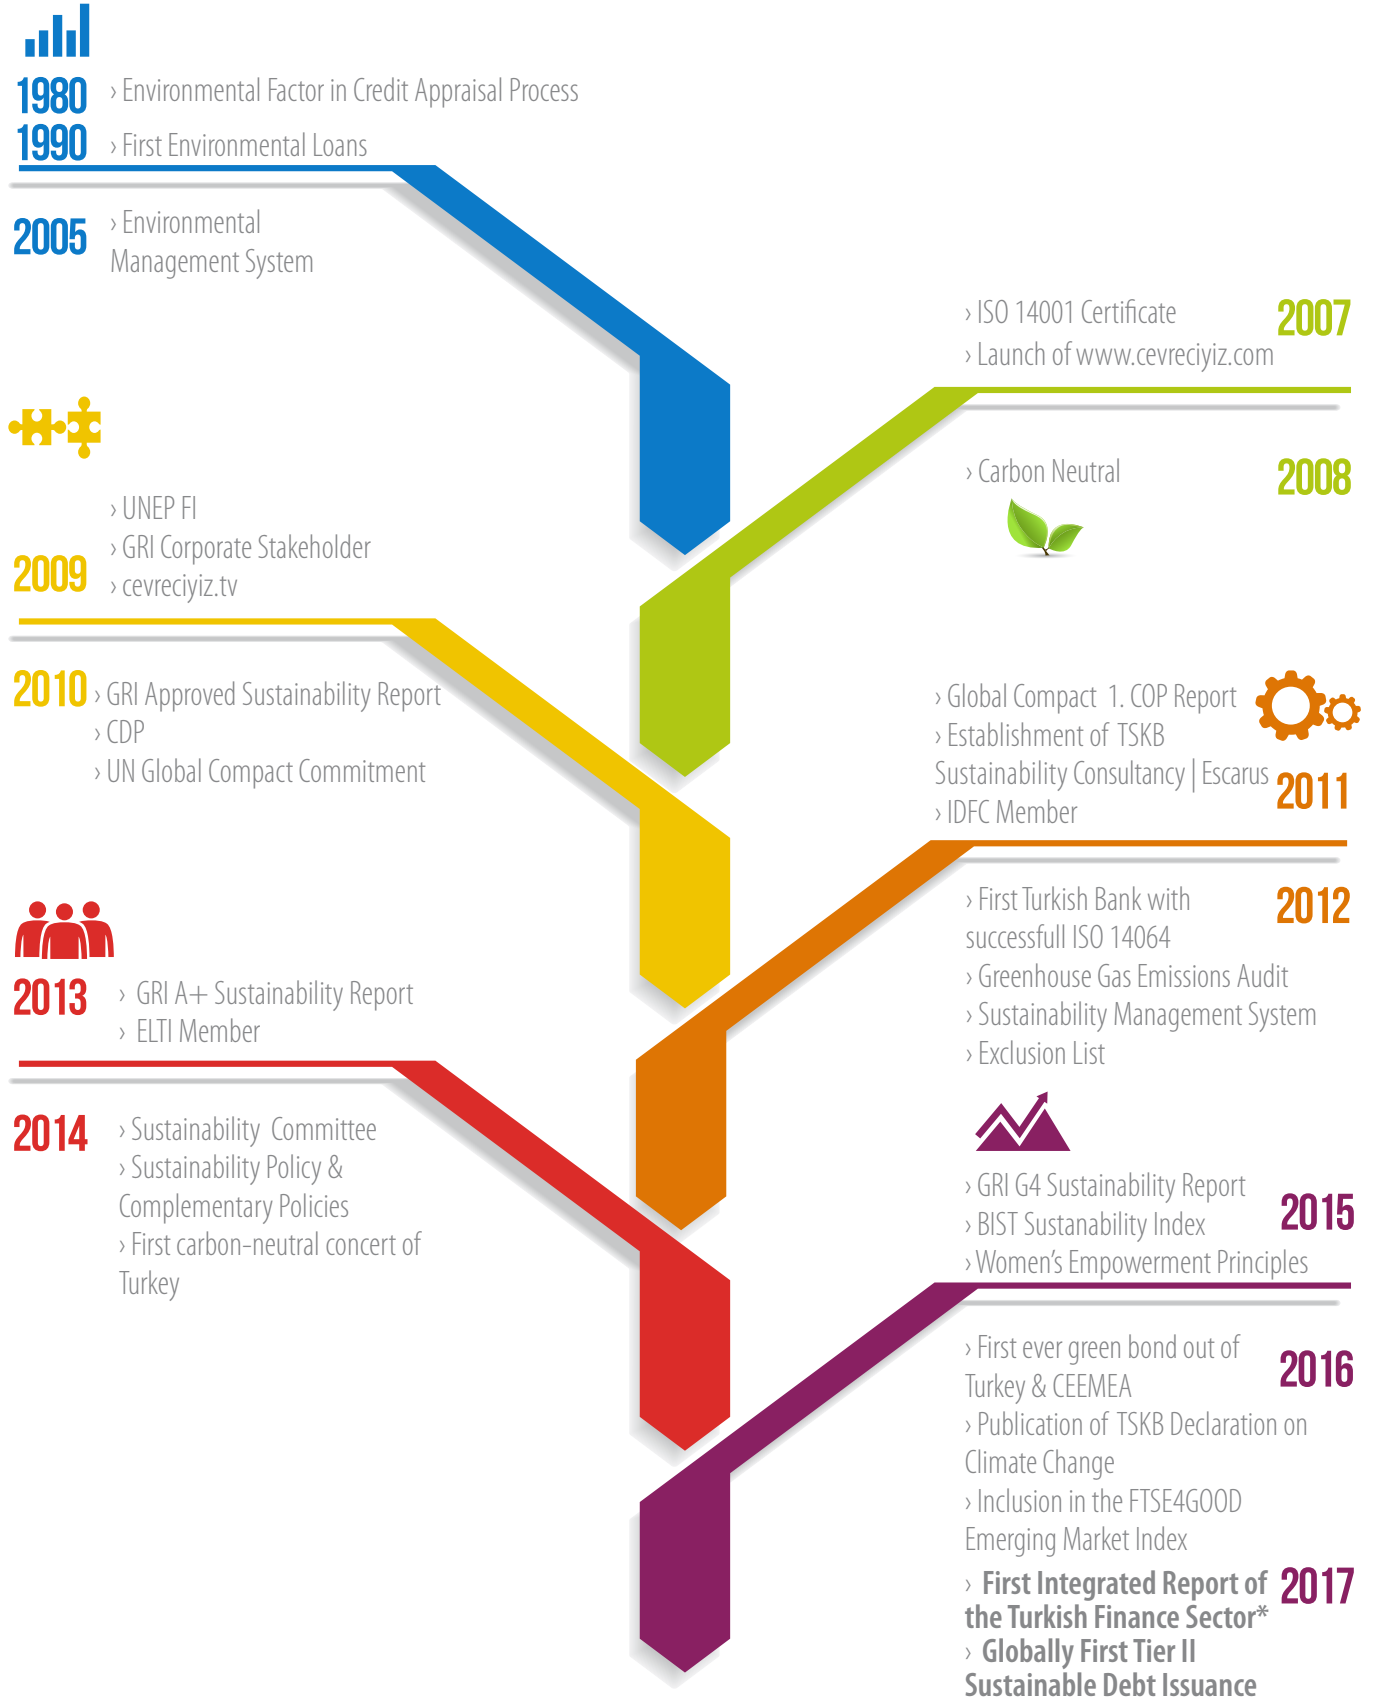 1980 › Environmental Factor in Credit Appraisal Process
1990 › First Environmental Loans
2005 › Environmental
Management System
› ISO 14001 Certificate 2007
› Launch of www.cevreciyiz.com
› Carbon Neutral 2008
› UNEP FI
› GRI Corporate Stakeholder
2009 › cevreciyiz.tv
2010 › GRI Approved Sustainability Report
› CDP
› UN Global Compact Commitment
› Global Compact 1. COP Report
› Establishment of TSKB
Sustainability Consultancy | Escarus 2011
› IDFC Member
› First Turkish Bank with 2012
successfull ISO 14064
› Greenhouse Gas Emissions Audit
› Sustainability Management System
› Exclusion List
2013 › GRI A+ Sustainability Report
› ELTI Member
2014 › Sustainability Committee
› Sustainability Policy &
Complementary Policies
› First carbon-neutral concert of
Turkey
› GRI G4 Sustainability Report
› BIST Sustanability Index 2015
› Women's Empowerment Principles
› First ever green bond out of 2016
Turkey & CEEMEA
› Publication of TSKB Declaration on
Climate Change
› Inclusion in the FTSE4GOOD
Emerging Market Index
› First Integrated Report of 2017
the Turkish Finance Sector*
› Globally First Tier II
Sustainable Debt Issuance